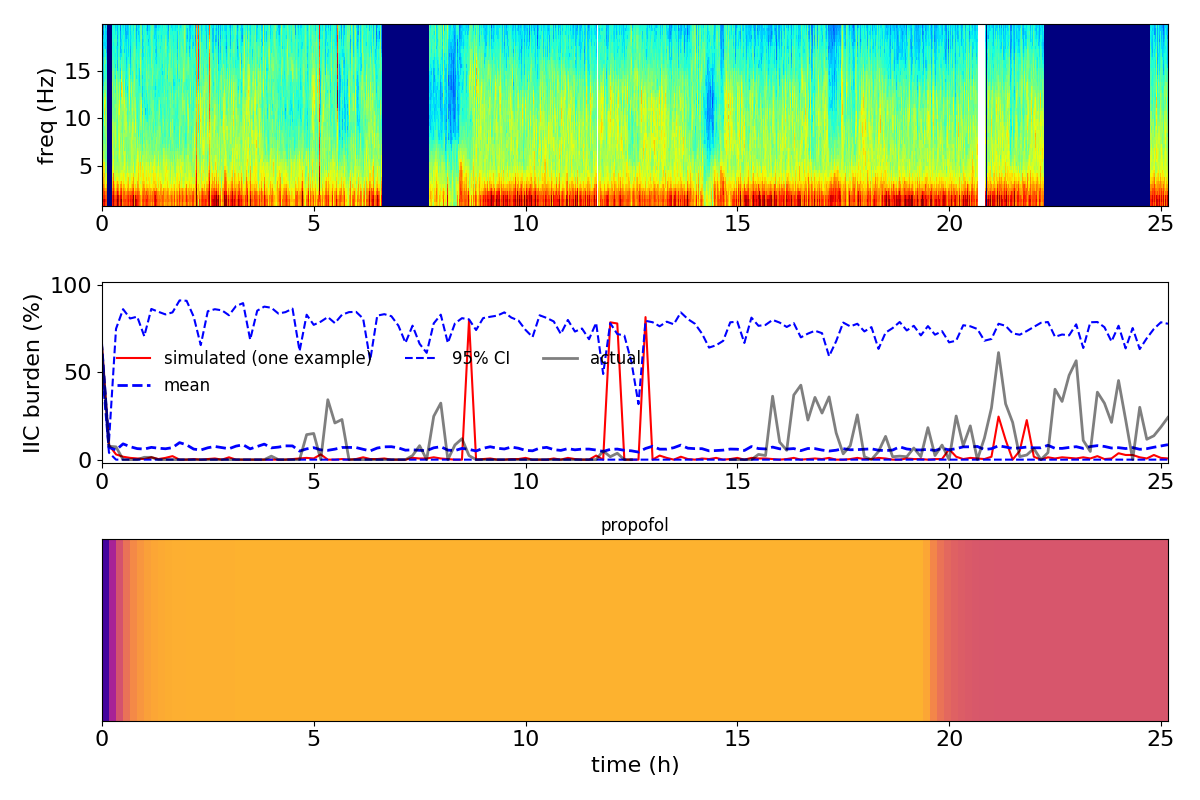 freq (Hz)
15
10
5
0 5 10 15 20 25
IIC burden (%)
100
50
0
simulated (one example) 95% CI actual
mean
0 5 10 15 20 25
propofol
0 5 10 15 20 25
time (h)